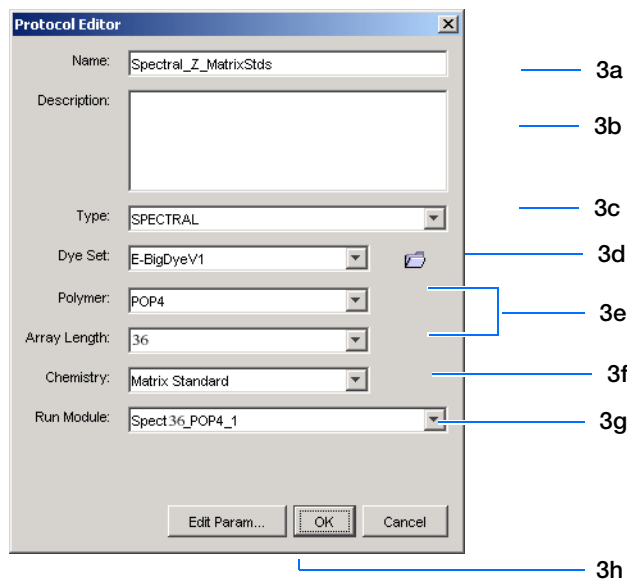 Protocol Editor
Name: Spectral_Z_MatrixStds 3a
Description: 3b
Type: SPECTRAL 3c
Dye Set: E-BigDyeV1 3d
Polymer: POP4
3e
Array Length: 36
Chemistry: Matrix Standard 3f
Run Module: Spect36_POP4_1 3g
Edit Param... OK Cancel
3h